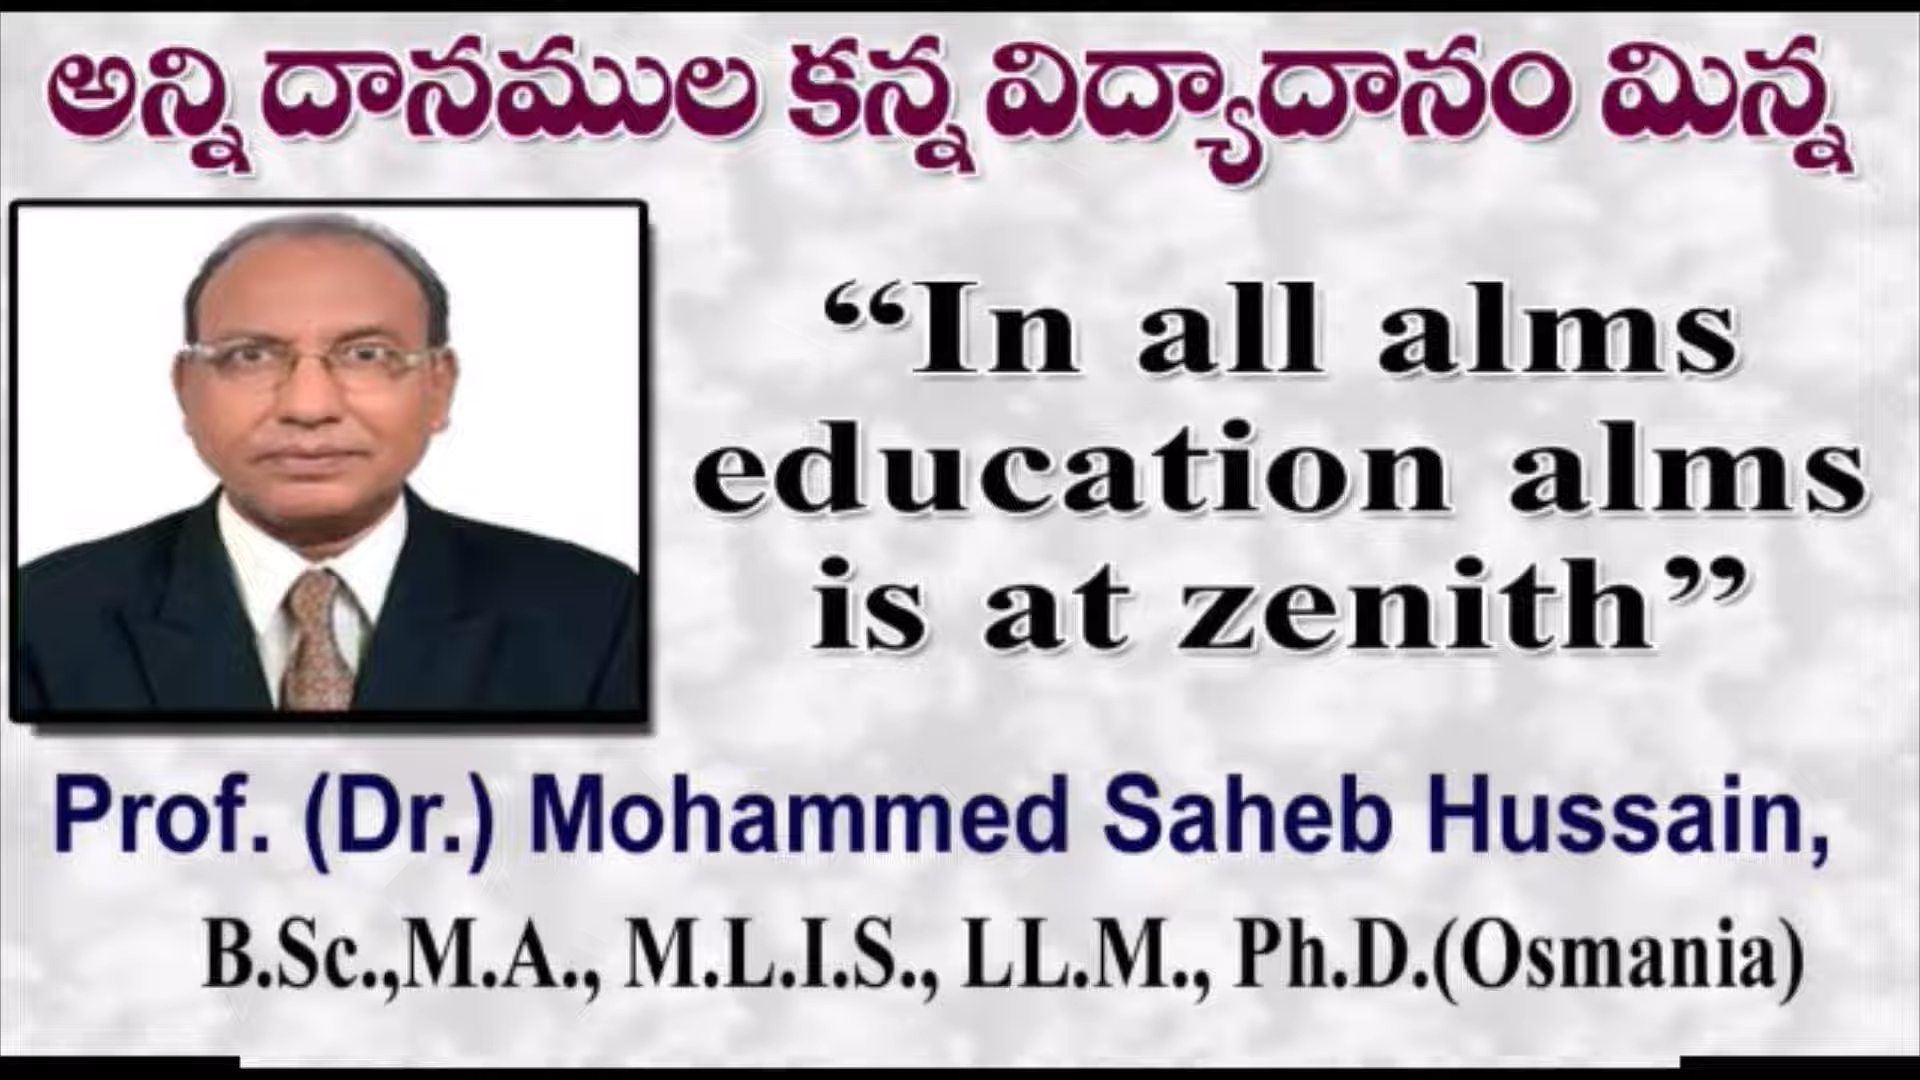 అన్ని దానముల కన్న విద్యాదానం మిన్న
“In all alms
education alms
is at zenith”
Prof. (Dr.) Mohammed Saheb Hussain,
B.Sc.,M.A., M.L.I.S., LL.M., Ph.D.(Osmania)